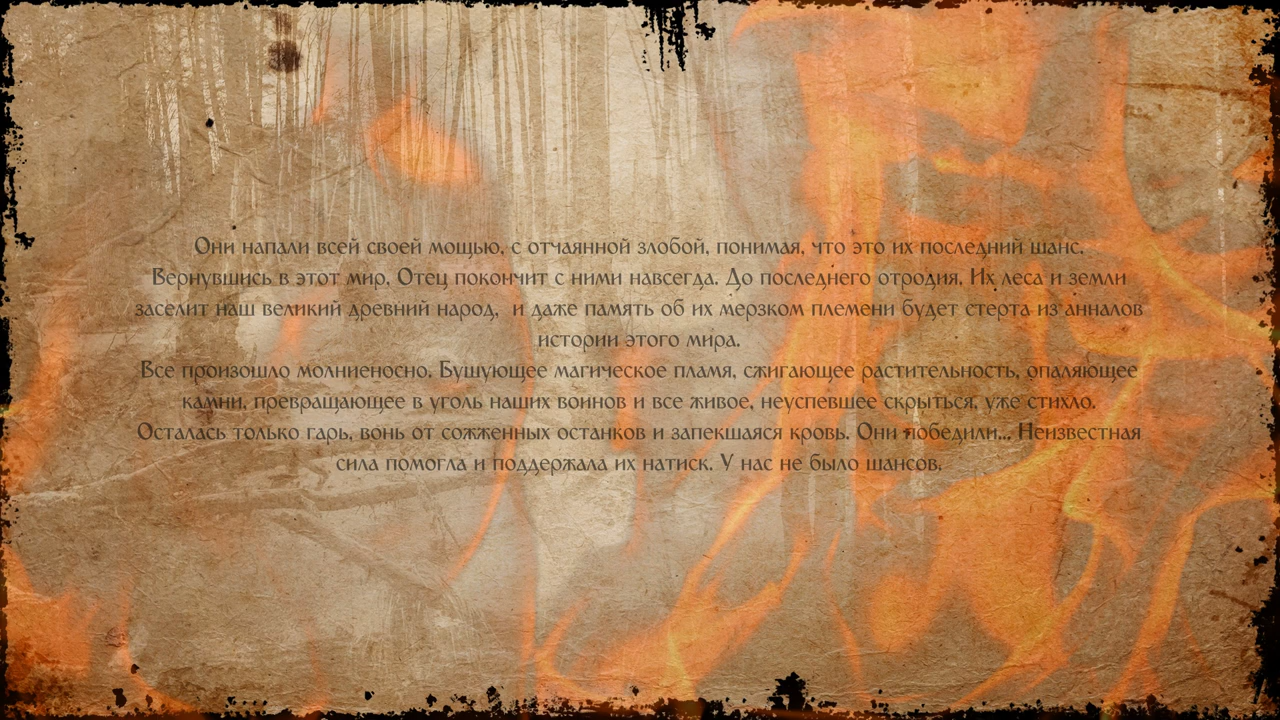 Они напали всей своей мощью, с отчаянной злобой, понимая, что это их последний шанс.
Вернувшись в этот мир, Отец покончит с ними навсегда. До последнего отродия. Их леса и земли
заселит наш великий древний народ,  и даже память об их мерзком племени будет стерта из анналов
истории этого мира.
Все произошло молниеносно. Бушующее магическое пламя, сжигающее растительность, опаляющее
камни, превращающее в уголь наших воинов и все живое, неуспевшее скрыться, уже стихло.
Осталась только гарь, вонь от сожженных останков и запекшаяся кровь. Они победили... Неизвестная
сила помогла и поддержала их натиск. У нас не было шансов.